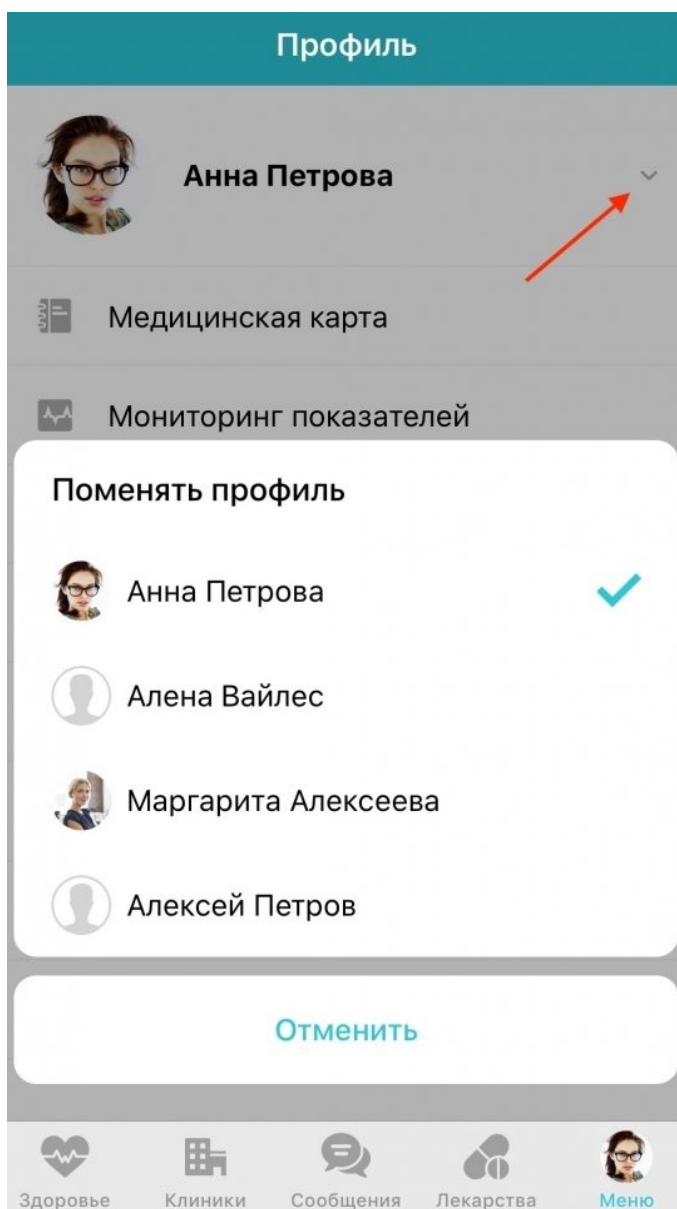 Профиль
Анна Петрова
Медицинская карта
Мониторинг показателей
Поменять профиль
Анна Петрова
Алена Вайлес
Маргарита Алексеева
Алексей Петров
Отменить
Здоровье Клиники Сообщения Лекарства Меню